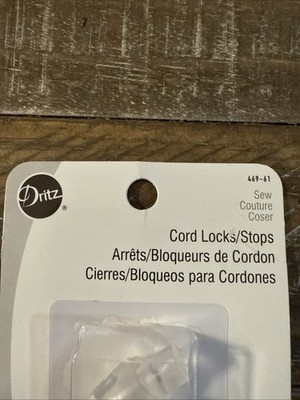 469-61
Dritz®
Sew
Couture
Coser
Cord Locks/Stops
Arrêts/Bloqueurs de Cordon
Cierres/Bloqueos para Cordones